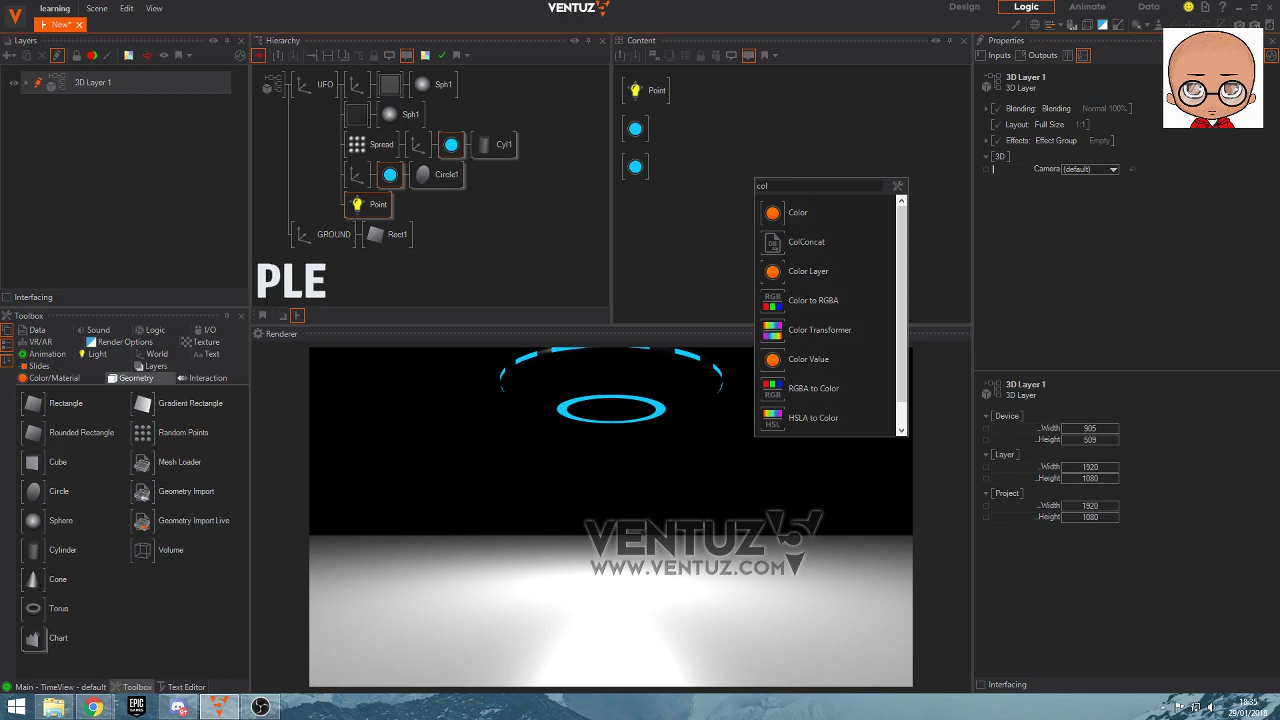 learning Scene Edit View
VENTUZ
Design Logic Animate Data
New*
Layers
Hierarchy
Content
Properties
Inputs Outputs
3D Layer 1
UFO
Sph1
Sph1
Spread
Cyl1
Circle1
Point
GROUND
Rect1
PLE
Point
col
Color
ColConcat
Color Layer
Color to RGBA
Color Transformer
Color Value
RGBA to Color
HSLA to Color
3D Layer 1
3D Layer
Blending: Blending Normal 100%
Layout: Full Size 1:1
Effects: Effect Group Empty
3D
Camera (default)
Interfacing
Toolbox
Data Sound Logic I/O
VR/AR Render Options Texture
Animation Light World Text
Slides Layers
Color/Material Geometry Interaction
Rectangle Gradient Rectangle
Rounded Rectangle Random Points
Cube Mesh Loader
Circle Geometry Import
Sphere Geometry Import Live
Cylinder Volume
Cone
Torus
Chart
Renderer
VENTUZ 5
WWW.VENTUZ.COM
3D Layer 1
3D Layer
Device
Width 905
Height 509
Layer
Width 1920
Height 1080
Project
Width 1920
Height 1080
Interfacing
Main - TimeView - default Toolbox Text Editor
EPIC
GAMES
18:35
29/01/2018